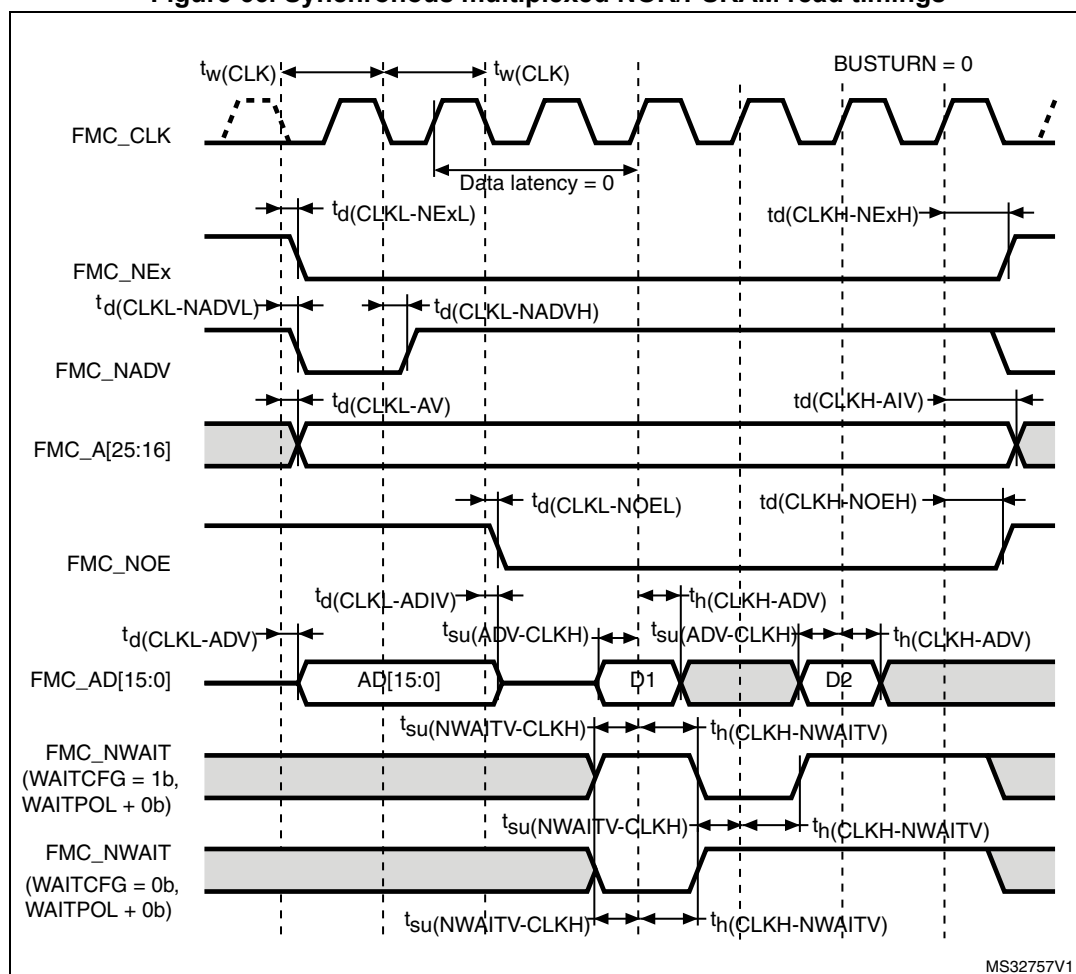 Synchronous multiplexed NOR/PSRAM read timings
BUSTURN = 0
tw(CLK) tw(CLK)
FMC_CLK
Data latency = 0
td(CLKL-NExL) td(CLKH-NExH)
FMC_NEx
td(CLKL-NADVL) td(CLKL-NADVH)
FMC_NADV
td(CLKL-AV) td(CLKH-AIV)
FMC_A[25:16]
td(CLKL-NOEL) td(CLKH-NOEH)
FMC_NOE
td(CLKL-ADIV) th(CLKH-ADV)
td(CLKL-ADV) tsu(ADV-CLKH) tsu(ADV-CLKH) th(CLKH-ADV)
FMC_AD[15:0] AD[15:0] D1 D2
tsu(NWAITV-CLKH) th(CLKH-NWAITV)
FMC_NWAIT
(WAITCFG = 1b,
WAITPOL + 0b)
tsu(NWAITV-CLKH) th(CLKH-NWAITV)
FMC_NWAIT
(WAITCFG = 0b,
WAITPOL + 0b)
tsu(NWAITV-CLKH) th(CLKH-NWAITV)
MS32757V1